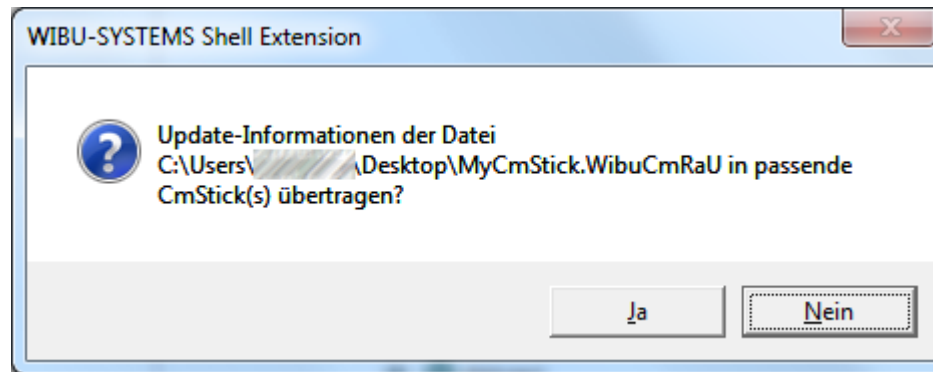 WIBU-SYSTEMS Shell Extension
Update-Informationen der Datei
C:\Users\ \Desktop\MyCmStick.WibuCmRaU in passende
CmStick(s) übertragen?
Ja
Nein